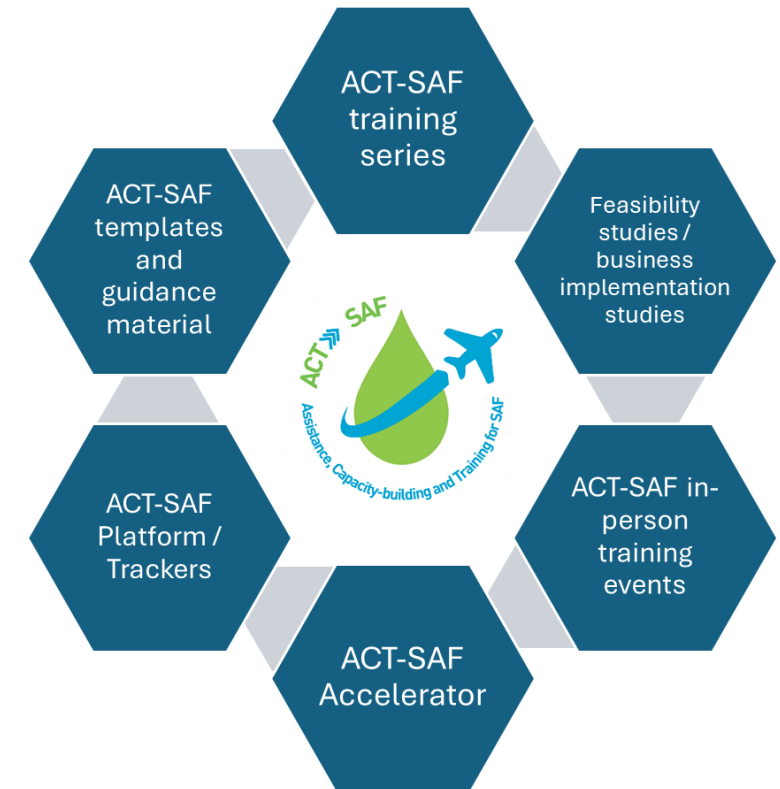 ACT-SAF
training
series
Feasibility
studies /
business
implementation
studies
ACT-SAF in-
person
training
events
ACT-SAF
Accelerator
ACT-SAF
Platform /
Trackers
ACT-SAF
templates
and
guidance
material
ACT SAF
Assistance, Capacity-building and Training for SAF